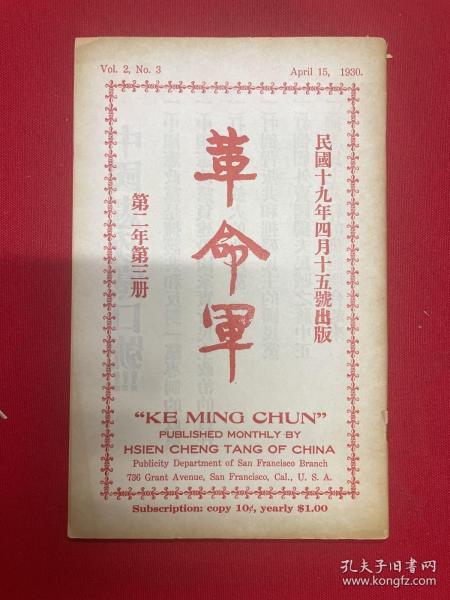 Vol. 2, No. 3
April 15, 1930.
民國十九年四月十五號出版
革命軍
第二年第三册
"KE MING CHUN"
PUBLISHED MONTHLY BY
HSIEN CHENG TANG OF CHINA
Publicity Department of San Francisco Branch
736 Grant Avenue, San Francisco, Cal., U. S. A.
Subscription: copy 10¢, yearly $1.00
孔夫子旧书网
www.kongfz.com